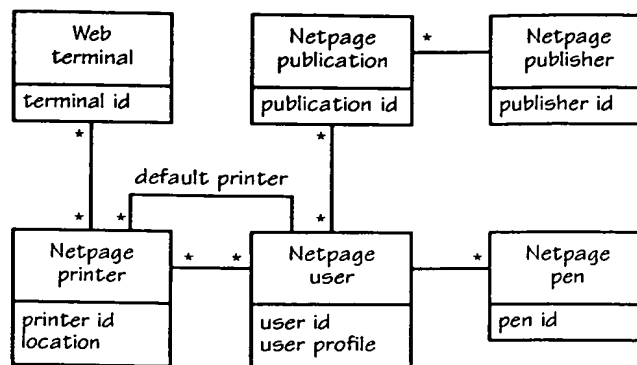 Web
terminal
terminal id
Netpage
publication
publication id
*
Netpage
publisher
publisher id
*
*
default printer
*
*
*
Netpage
printer
printer id
location
*
*
Netpage
user
user id
user profile
*
Netpage
pen
pen id